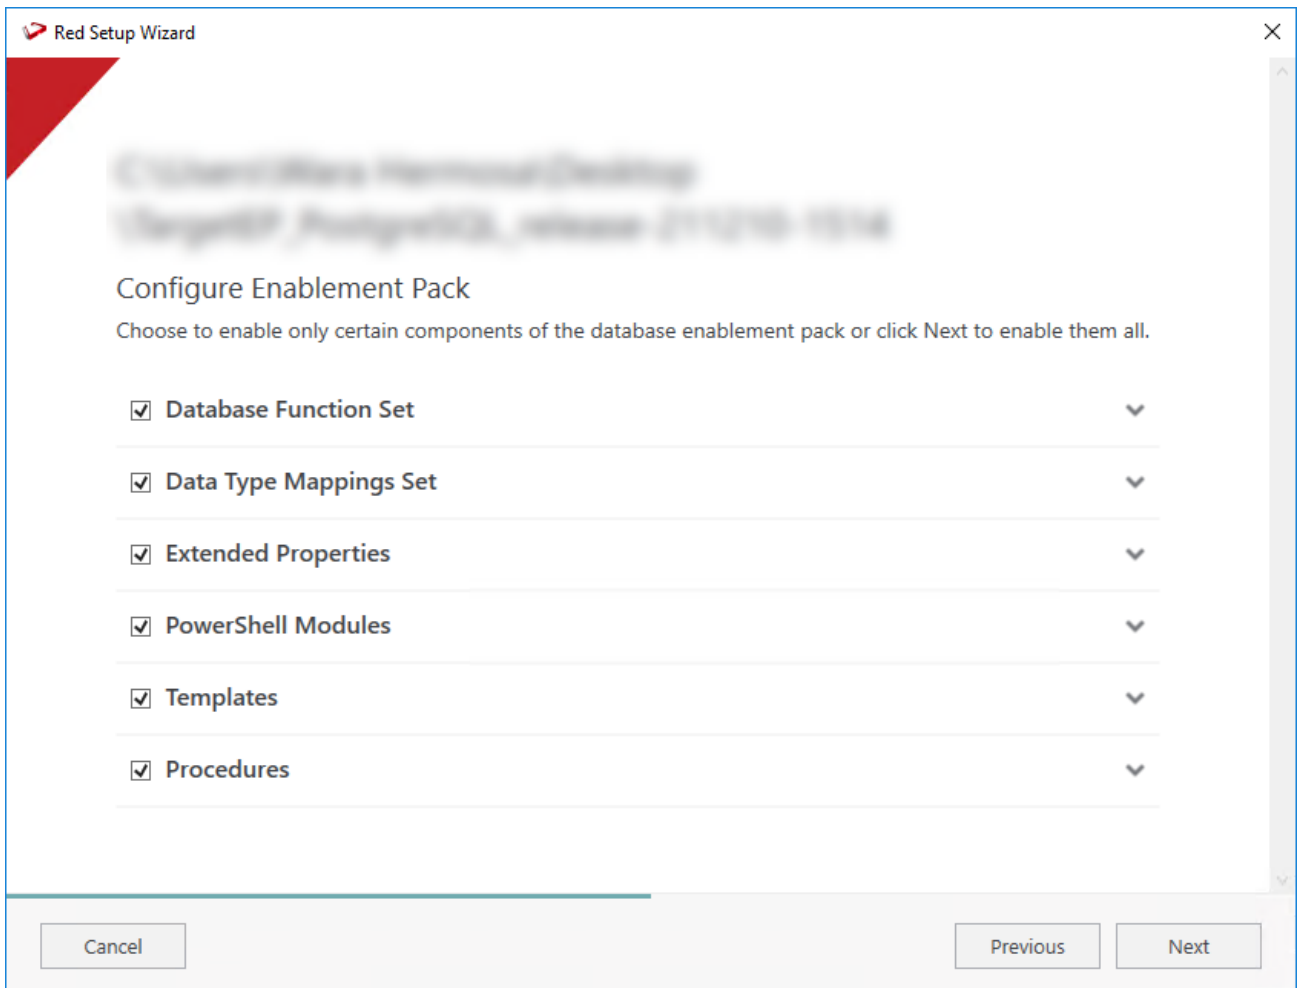 Red Setup Wizard
Configure Enablement Pack
Choose to enable only certain components of the database enablement pack or click Next to enable them all.
Database Function Set
Data Type Mappings Set
Extended Properties
PowerShell Modules
Templates
Procedures
Cancel
Previous
Next